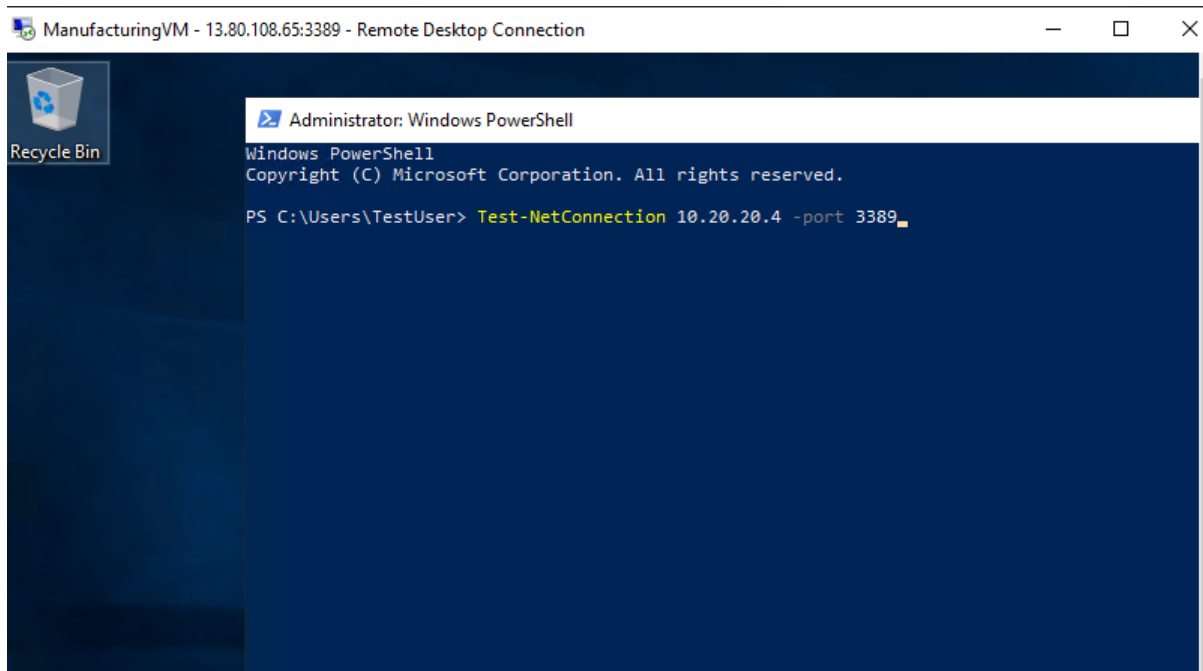 ManufacturingVM - 13.80.108.65:3389 - Remote Desktop Connection
Recycle Bin
Administrator: Windows PowerShell
Windows PowerShell
Copyright (C) Microsoft Corporation. All rights reserved.
PS C:\Users\TestUser> Test-NetConnection 10.20.20.4 -port 3389